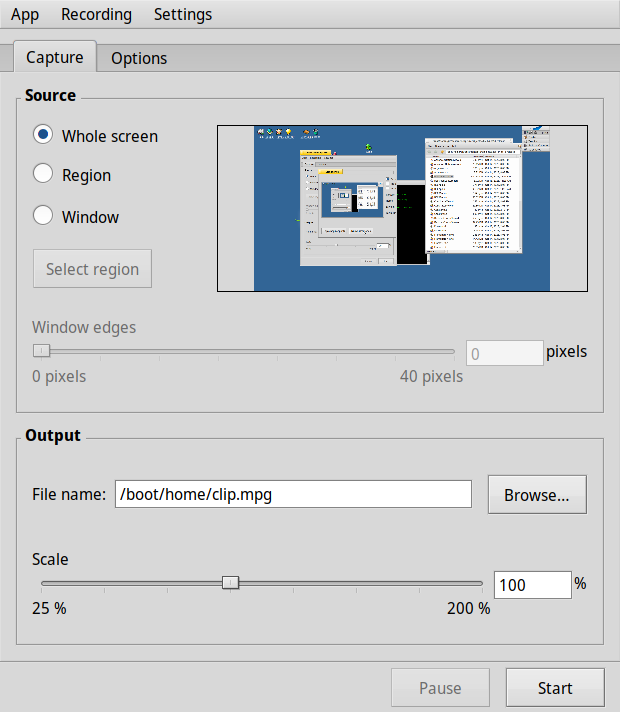 App Recording Settings
Capture Options
Source
Whole screen
Region
Window
Select region
Window edges
0 pixels
0 pixels 40 pixels
Output
File name: /boot/home/clip.mpg Browse...
Scale
100 %
25 % 200 %
Pause Start